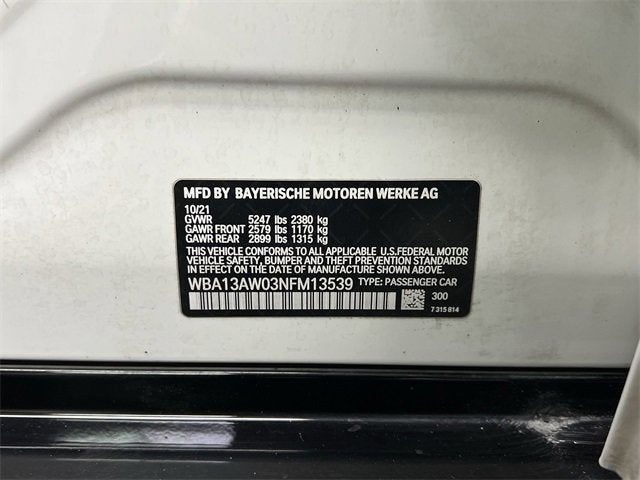 MFD BY BAYERISCHE MOTOREN WERKE AG
10/21
GVWR 5247 lbs 2380 kg
GAWR FRONT 2579 lbs 1170 kg
GAWR REAR 2899 lbs 1315 kg
THIS VEHICLE CONFORMS TO ALL APPLICABLE U.S.FEDERAL MOTOR
VEHICLE SAFETY, BUMPER AND THEFT PREVENTION STANDARDS
IN EFFECT ON THE DATE OF MANUFACTURE SHOWN ABOVE.
WBA13AW03NFM13539 TYPE: PASSENGER CAR
300
7 315 814